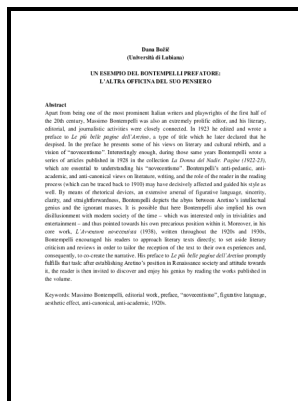 Dana Božič
(Università di Lubiana)
UN ESEMPIO DEL BONTEMPELLI PREFATORE:
L'ALTRA OFFICINA DEL SUO PENSIERO
Abstract
Apart from being one of the most prominent Italian writers and playwrights of the first half of
the 20th century, Massimo Bontempelli was also an extremely prolific editor, and his literary,
editorial, and journalistic activities were closely connected. In 1923 he edited and wrote a
preface to Le più belle pagine dell'Aretino, a type of title which he later declared that he
despised. In the preface he presents some of his views on literary and cultural rebirth, and a
vision of "novecentismo". Interestingly enough, during those same years Bontempelli wrote a
series of articles published in 1928 in the collection La Donna del Nadir. Pagine (1922-23),
which are essential to understanding his "novecentismo". Bontempelli's anti-pedantic, anti-
academic, and anti-canonical views on literature, writing, and the role of the reader in the reading
process (which can be traced back to 1910) may have decisively affected and guided his style as
well. By means of rhetorical devices, an extensive arsenal of figurative language, sincerity,
clarity, and straightforwardness, Bontempelli depicts the abyss between Aretino's intellectual
genius and the ignorant masses. It is possible that here Bontempelli also implied his own
disillusionment with modern society of the time – which was interested only in trivialities and
entertainment – and thus pointed towards his own precarious position within it. Moreover, in his
core work, L'Avventura novecentista (1938), written throughout the 1920s and 1930s,
Bontempelli encouraged his readers to approach literary texts directly, to set aside literary
criticism and reviews in order to tailor the reception of the text to their own experiences and,
consequently, to co-create the narrative. His preface to Le più belle pagine dell'Aretino promptly
fulfills that task: after establishing Aretino's position in Renaissance society and attitude towards
it, the reader is then invited to discover and enjoy his genius by reading the works published in
the volume.
Keywords: Massimo Bontempelli, editorial work, preface, "novecentismo", figurative language,
aesthetic effect, anti-canonical, anti-academic, 1920s.